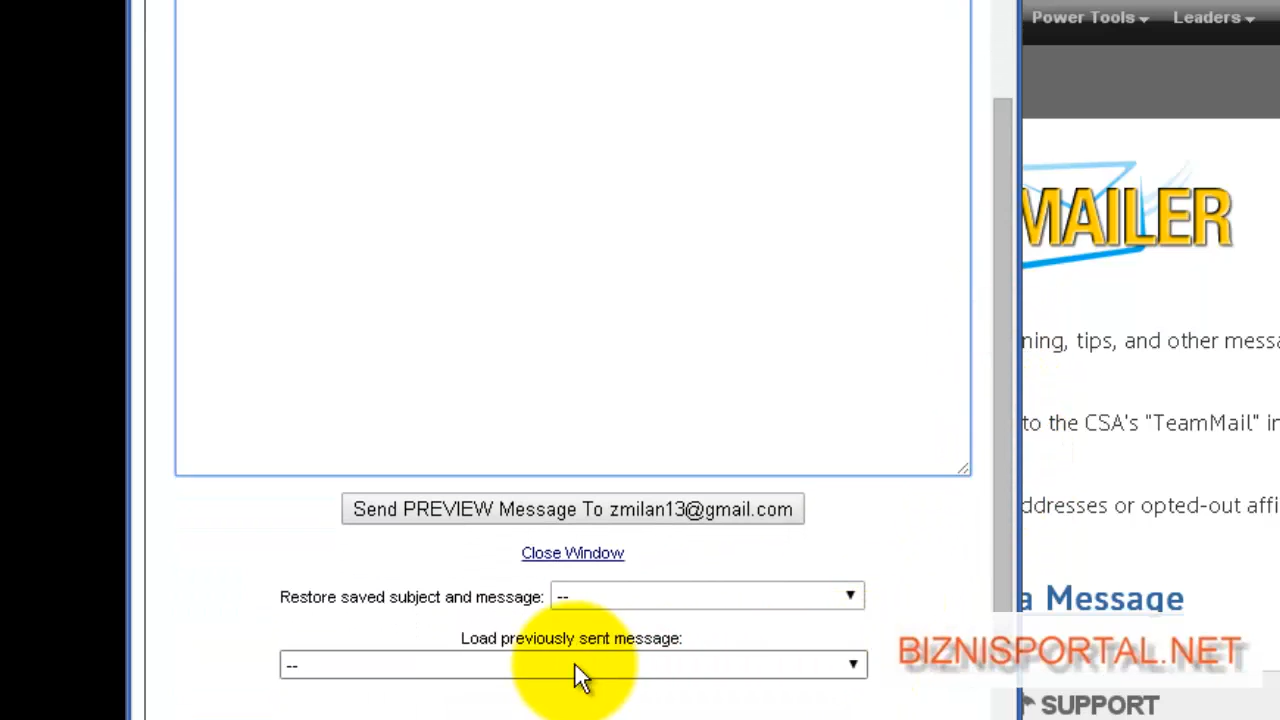 Power Tools
Leaders
MAILER
ning, tips, and other messa
to the CSA's "TeamMail" in
ddresses or opted-out affi
Send PREVIEW Message To zmilan13@gmail.com
Close Window
Restore saved subject and message: --
a Message
Load previously sent message:
--
BIZNISPORTAL.NET
SUPPORT